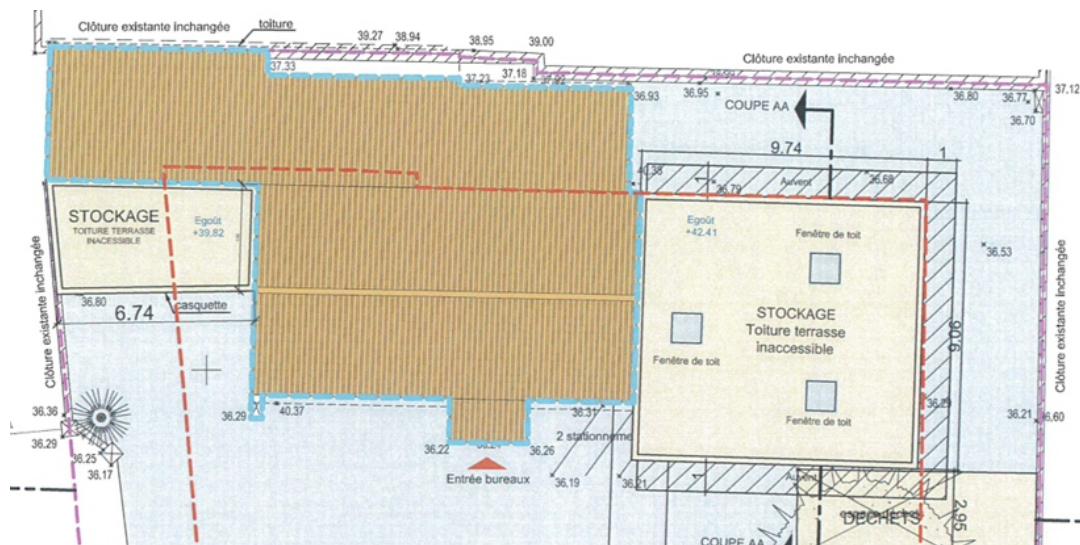 Clôture existante inchangée
toiture
39.27
38.94
38.95
39.00
Clôture existante inchangée
37.33
37.23
37.18
36.93
36.95
36.80
36.77
37.12
36.70
COUPE AA
9.74
1
40.35
36.79
Auvent
36.68
STOCKAGE
TOITURE TERRASSE
INACCESSIBLE
Egoût
+39,82
Egoût
+42.41
Fenêtre de toit
36.53
Clôture existante inchangée
36.80
casquette
6.74
STOCKAGE
Toiture terrasse
inaccessible
Fenêtre de toit
9.06
Clôture existante inchangée
36.36
36.29
36.25
36.17
36.29
40.37
36.31
36.29
36.21
36.60
Fenêtre de toit
36.22
36.26
2 stationneme
Entrée bureaux
36.19
36.21
Auvent
2.95
DECHETS
COUPE AA